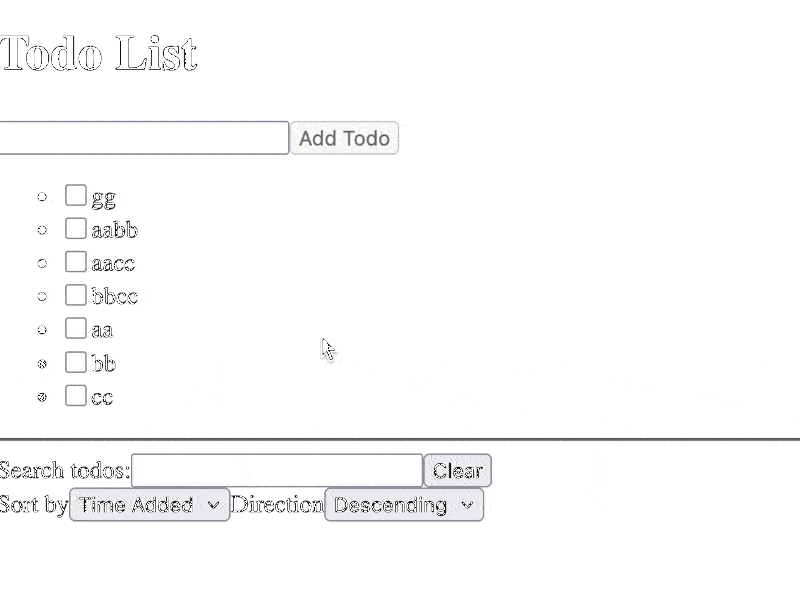 Todo List
Add Todo
gg
aabb
aacc
bbcc
aa
bb
cc
Search todos: Clear
Sort by Time Added Direction Descending